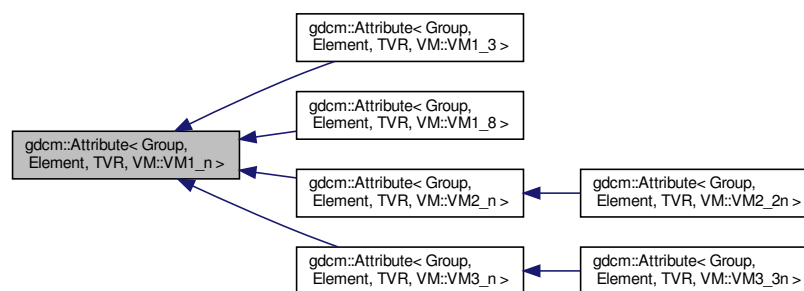 gdcm::Attribute< Group,
Element, TVR, VM::VM1_3 >
gdcm::Attribute< Group,
Element, TVR, VM::VM1_8 >
gdcm::Attribute< Group,
Element, TVR, VM::VM1_n >
gdcm::Attribute< Group,
Element, TVR, VM::VM2_n >
gdcm::Attribute< Group,
Element, TVR, VM::VM2_2n >
gdcm::Attribute< Group,
Element, TVR, VM::VM3_n >
gdcm::Attribute< Group,
Element, TVR, VM::VM3_3n >